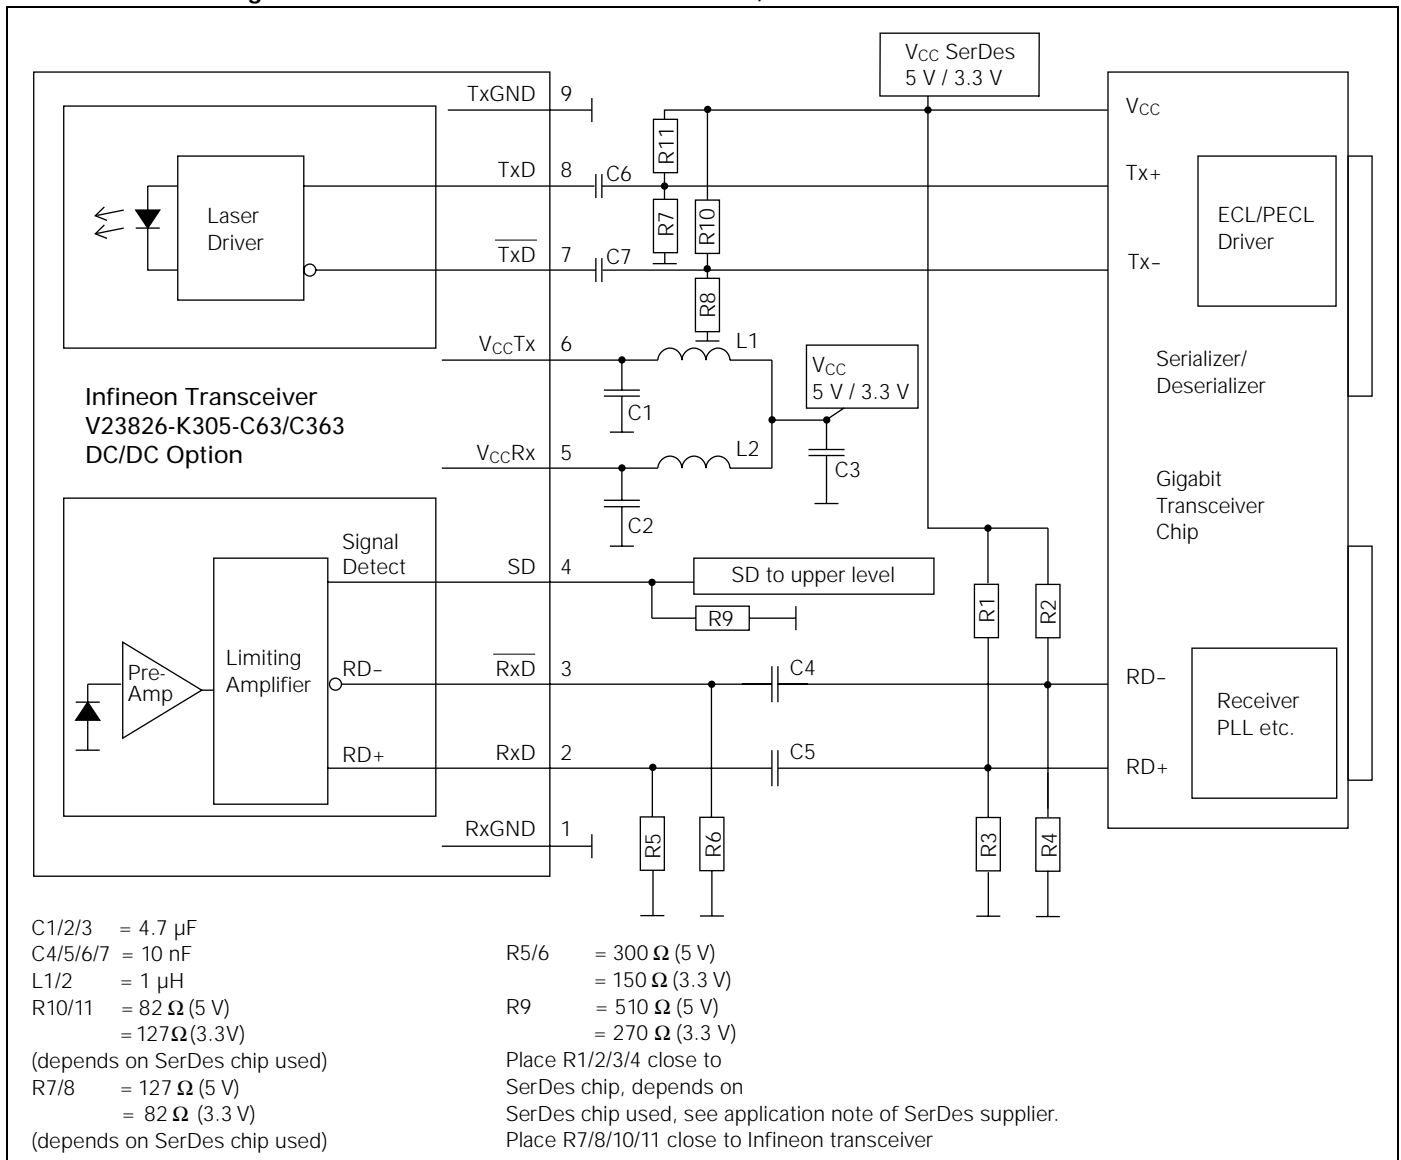 VCC SerDes
5 V / 3.3 V
TxGND 9
VCC
R11
TxD 8
C6
Tx+
Laser
Driver
R7
R10
ECL/PECL
Driver
TxD 7
C7
Tx−
R8
VCCTx 6
L1
VCC
5 V / 3.3 V
Serializer/
Deserializer
Infineon Transceiver
V23826-K305-C63/C363
DC/DC Option
C1
VCCRx 5
L2
C3
Gigabit
Transceiver
Chip
C2
Signal
Detect
SD 4
SD to upper level
R9
R1
R2
Pre-
Amp
Limiting
Amplifier
RD−
RxD 3
C4
RD−
Receiver
PLL etc.
RD+
RxD 2
C5
RD+
RxGND 1
R5
R6
R3
R4
C1/2/3 = 4.7 µF
C4/5/6/7 = 10 nF
L1/2 = 1 µH
R10/11 = 82 Ω (5 V)
= 127Ω(3.3V)
(depends on SerDes chip used)
R7/8 = 127 Ω (5 V)
= 82 Ω (3.3 V)
(depends on SerDes chip used)
R5/6 = 300 Ω (5 V)
= 150 Ω (3.3 V)
R9 = 510 Ω (5 V)
= 270 Ω (3.3 V)
Place R1/2/3/4 close to
SerDes chip, depends on
SerDes chip used, see application note of SerDes supplier.
Place R7/8/10/11 close to Infineon transceiver